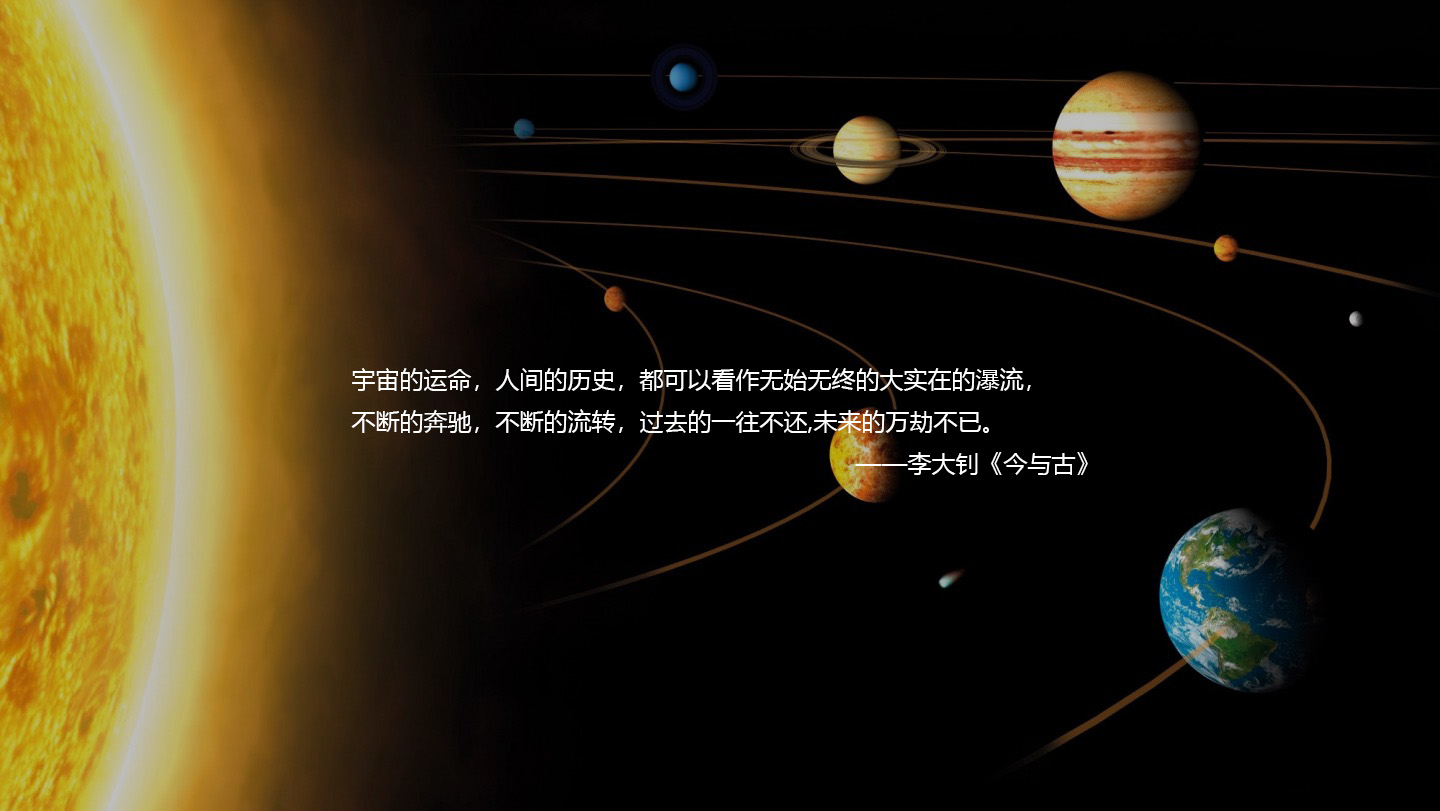 宇宙的运命，人间的历史，都可以看作无始无终的大实在的瀑流，
不断的奔驰，不断的流转，过去的一往不还,未来的万劫不已。
——李大钊《今与古》